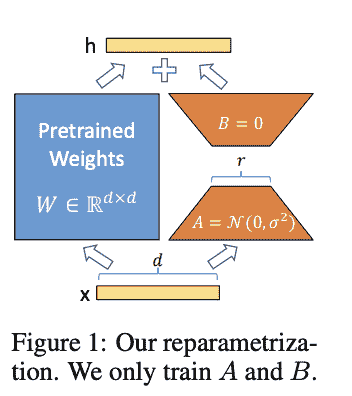 h
Pretrained
Weights
W ∈ ℝ^{d×d}
B = 0
r
A = 𝒩(0, σ²)
d
x
Figure 1: Our reparametriza-
tion. We only train A and B.